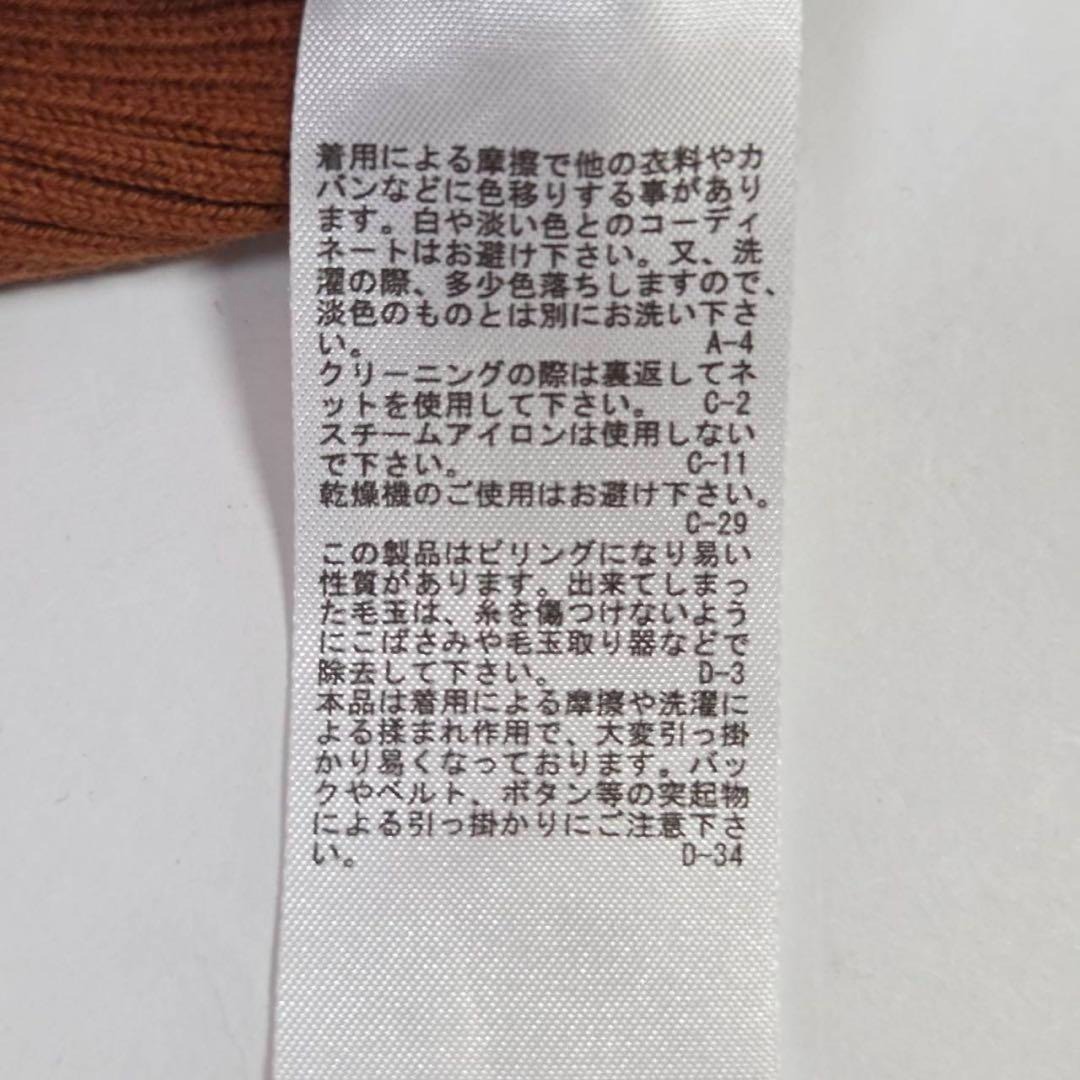 着用による摩擦で他の衣料やカ
バンなどに色移りする事があり
ます。白や淡い色とのコーディ
ネートはお避け下さい。又、洗
濯の際、多少色落ちしますので、
淡色のものとは別にお洗い下さ
い。 A-4
クリーニングの際は裏返してネ
ットを使用して下さい。 C-2
スチームアイロンは使用しない
で下さい。 C-11
乾燥機のご使用はお避け下さい。
C-29
この製品はピリングになり易い
性質があります。出来てしまっ
た毛玉は、糸を傷つけないよう
にこばさみや毛玉取り器などで
除去して下さい。 D-3
本品は着用による摩擦や洗濯に
よる揉まれ作用で、大変引っ掛
かり易くなっております。バッ
クやベルト、ボタン等の突起物
による引っ掛かりにご注意下さ
い。 D-34